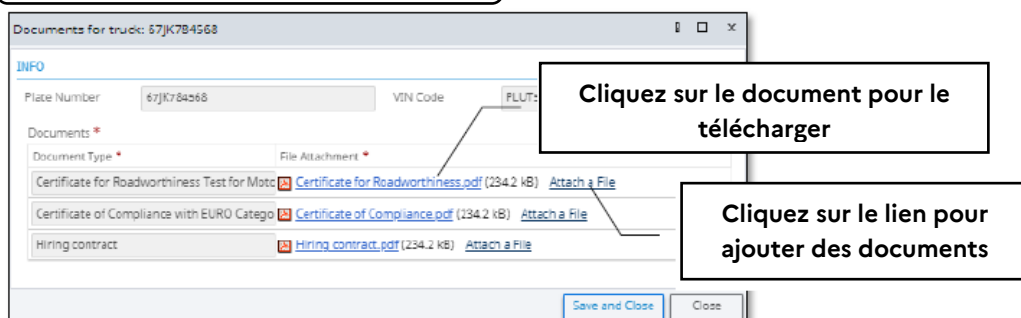 Documents for truck: 67JK784568
INFO
Plate Number 67JK784568 VIN Code PLUT
Cliquez sur le document pour le
télécharger
Documents *
Document Type * File Attachment *
Certificate for Roadworthiness Test for Motc Certificate for Roadworthiness.pdf (234.2 kB) Attach a File
Certificate of Compliance with EURO Catego Certificate of Compliance.pdf (234.2 kB) Attach a File
Hiring contract Hiring contract.pdf (234.2 kB) Attach a File
Cliquez sur le lien pour
ajouter des documents
Save and Close Close